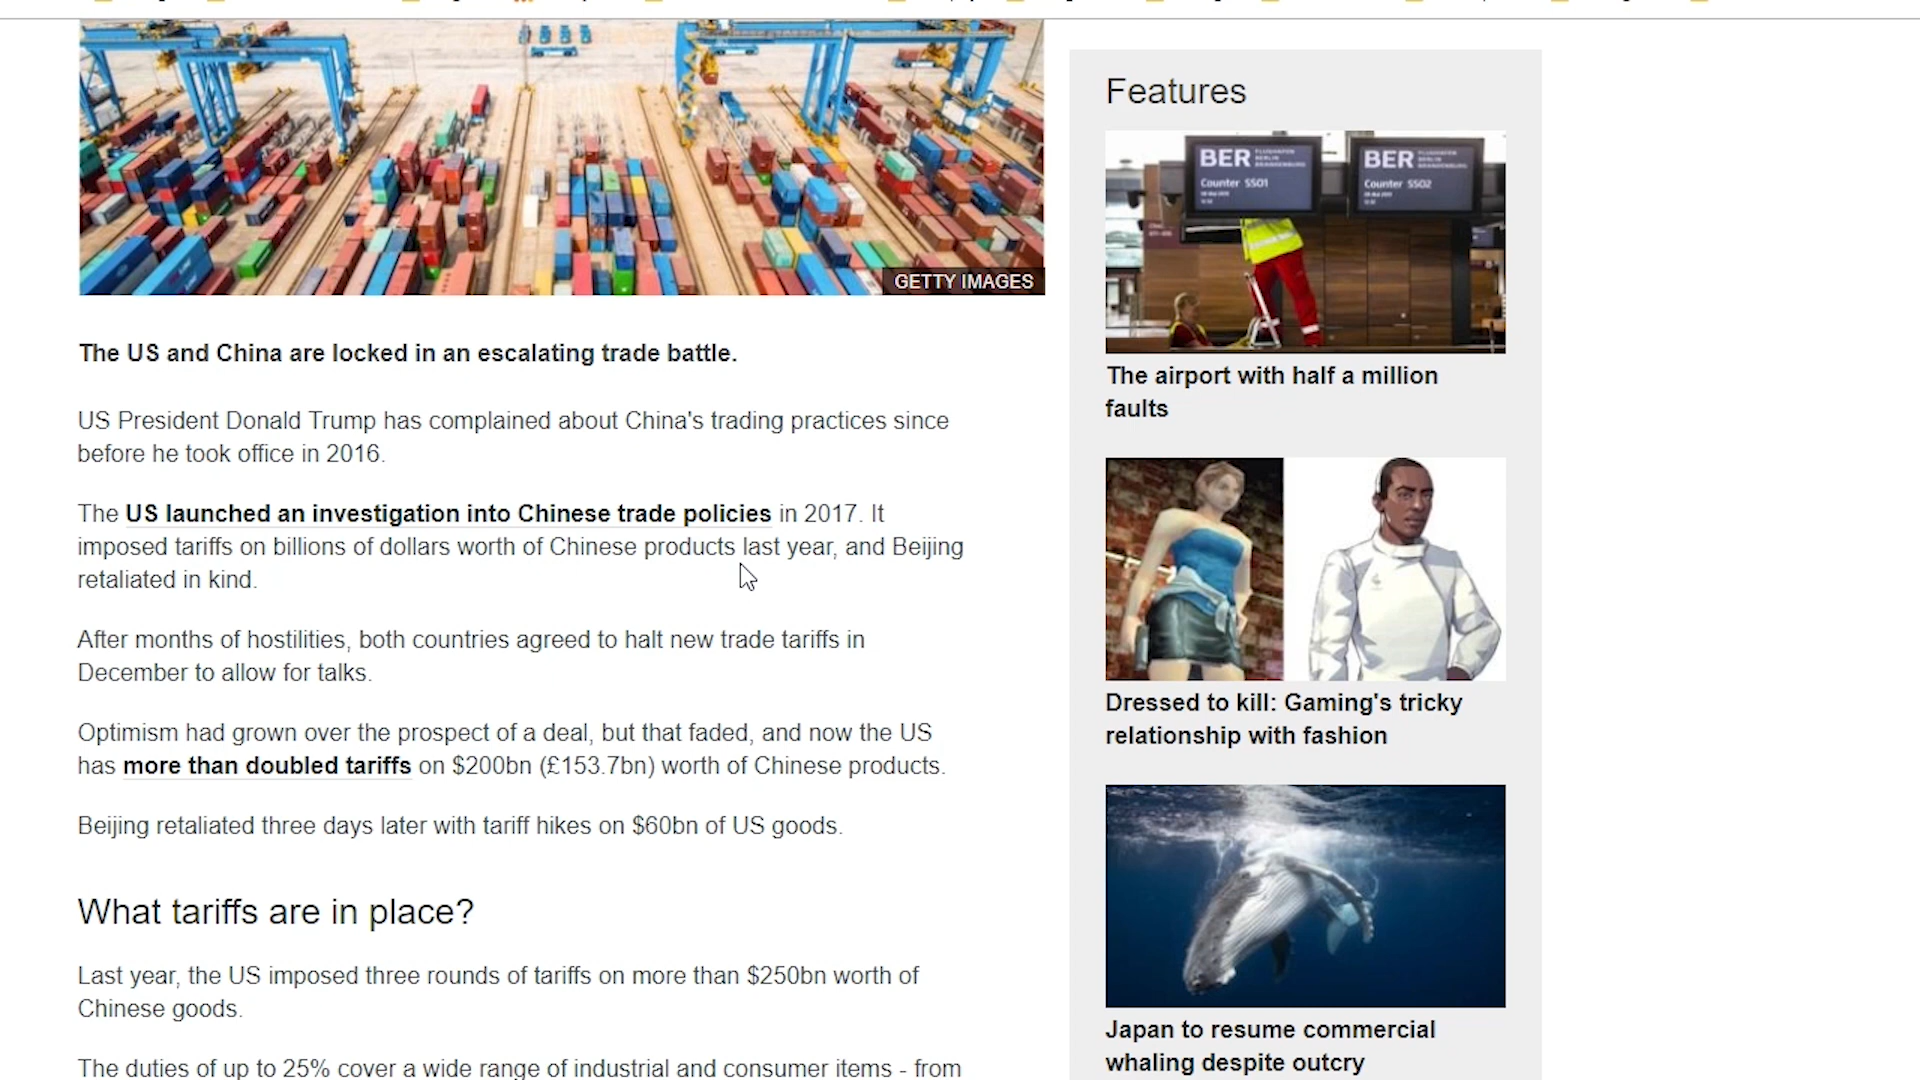 GETTY IMAGES
The US and China are locked in an escalating trade battle.
US President Donald Trump has complained about China's trading practices since
before he took office in 2016.
The US launched an investigation into Chinese trade policies in 2017. It
imposed tariffs on billions of dollars worth of Chinese products last year, and Beijing
retaliated in kind.
After months of hostilities, both countries agreed to halt new trade tariffs in
December to allow for talks.
Optimism had grown over the prospect of a deal, but that faded, and now the US
has more than doubled tariffs on $200bn (£153.7bn) worth of Chinese products.
Beijing retaliated three days later with tariff hikes on $60bn of US goods.
What tariffs are in place?
Last year, the US imposed three rounds of tariffs on more than $250bn worth of
Chinese goods.
The duties of up to 25% cover a wide range of industrial and consumer items - from
Features
BER FLUGHAFEN
BERLIN
BRANDENBURG
Counter SS01
BER FLUGHAFEN
BERLIN
BRANDENBURG
Counter SS02
The airport with half a million
faults
Dressed to kill: Gaming's tricky
relationship with fashion
Japan to resume commercial
whaling despite outcry